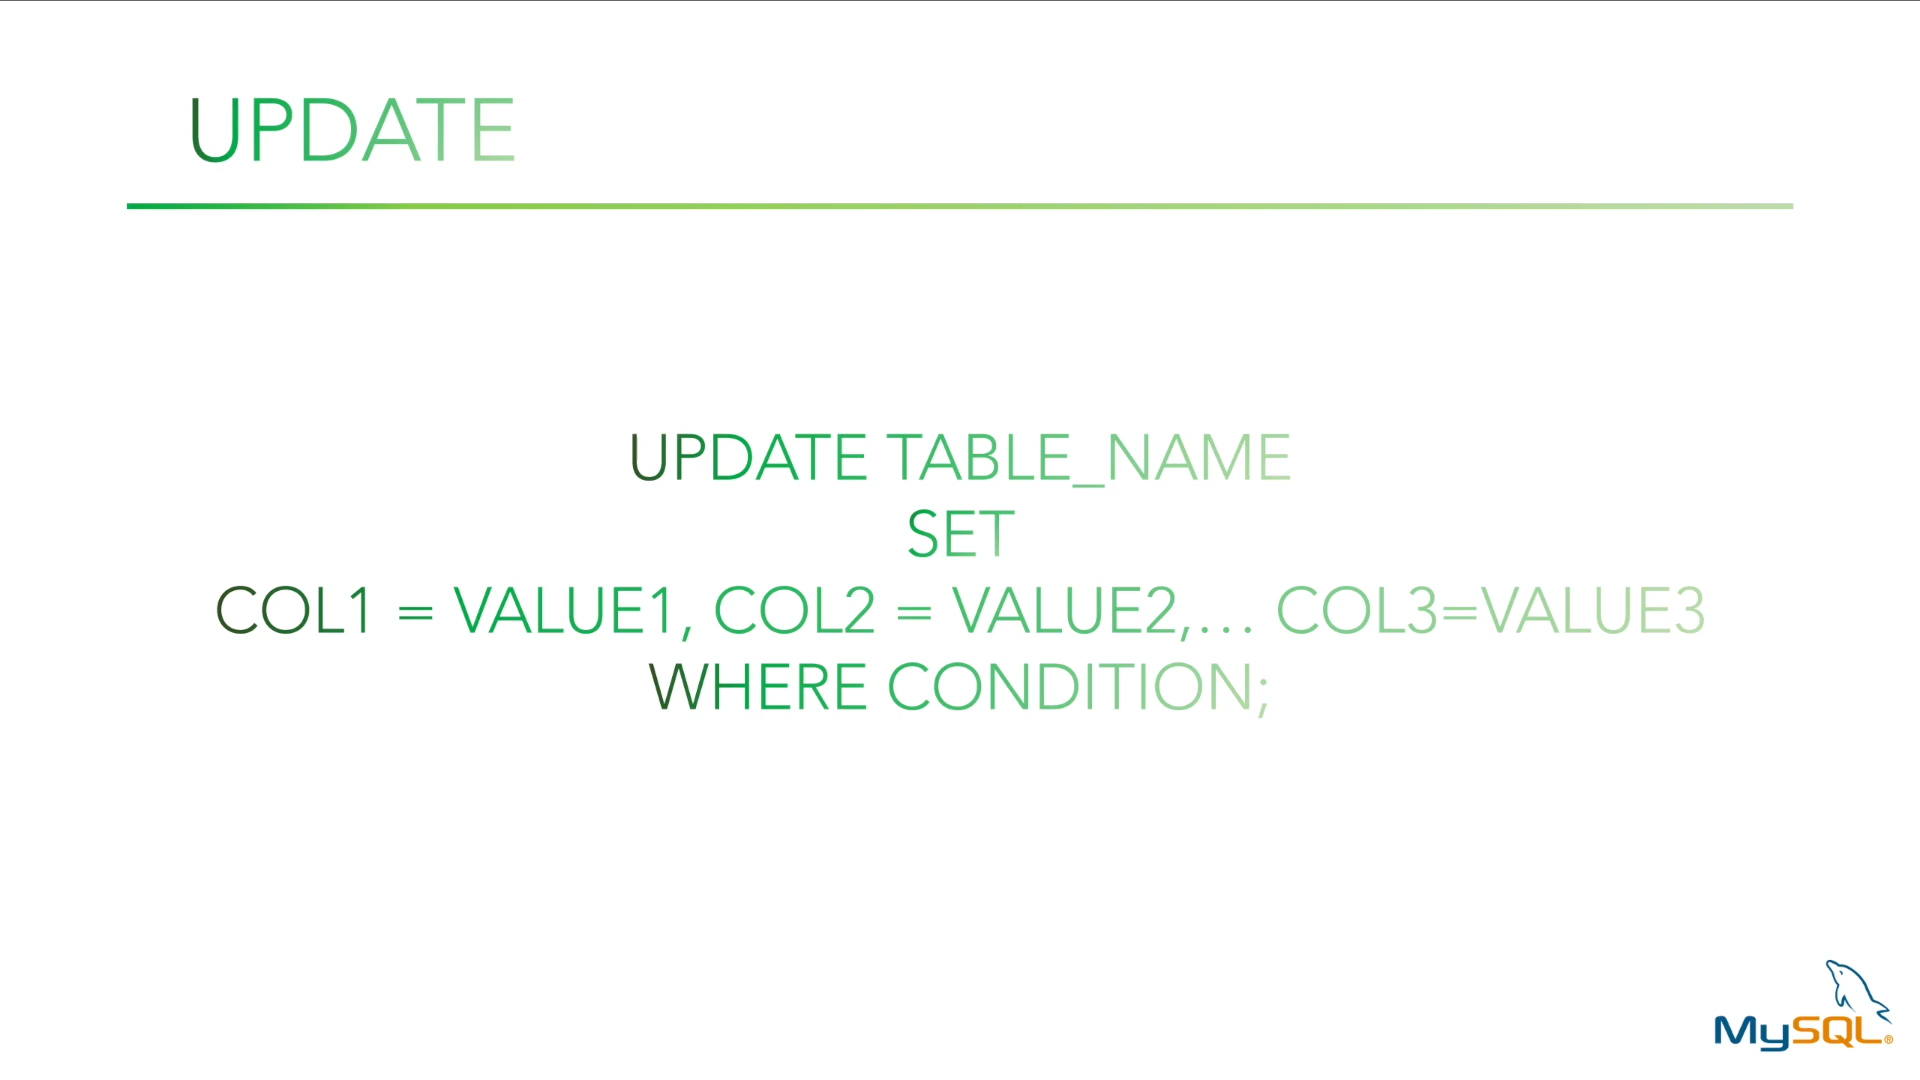 UPDATE
UPDATE TABLE_NAME
SET
COL1 = VALUE1, COL2 = VALUE2,... COL3=VALUE3
WHERE CONDITION;
MySQL®